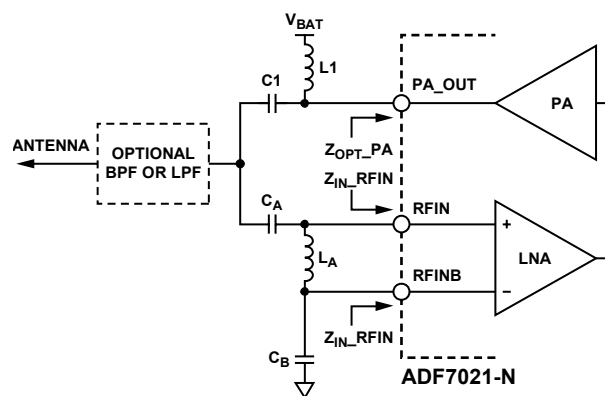 VBAT
L1
C1
PA_OUT
PA
ZOPT_PA
ANTENNA
OPTIONAL
BPF OR LPF
ZIN_RFIN
CA
RFIN
+
LA
LNA
RFINB
−
ZIN_RFIN
CB
ADF7021-N